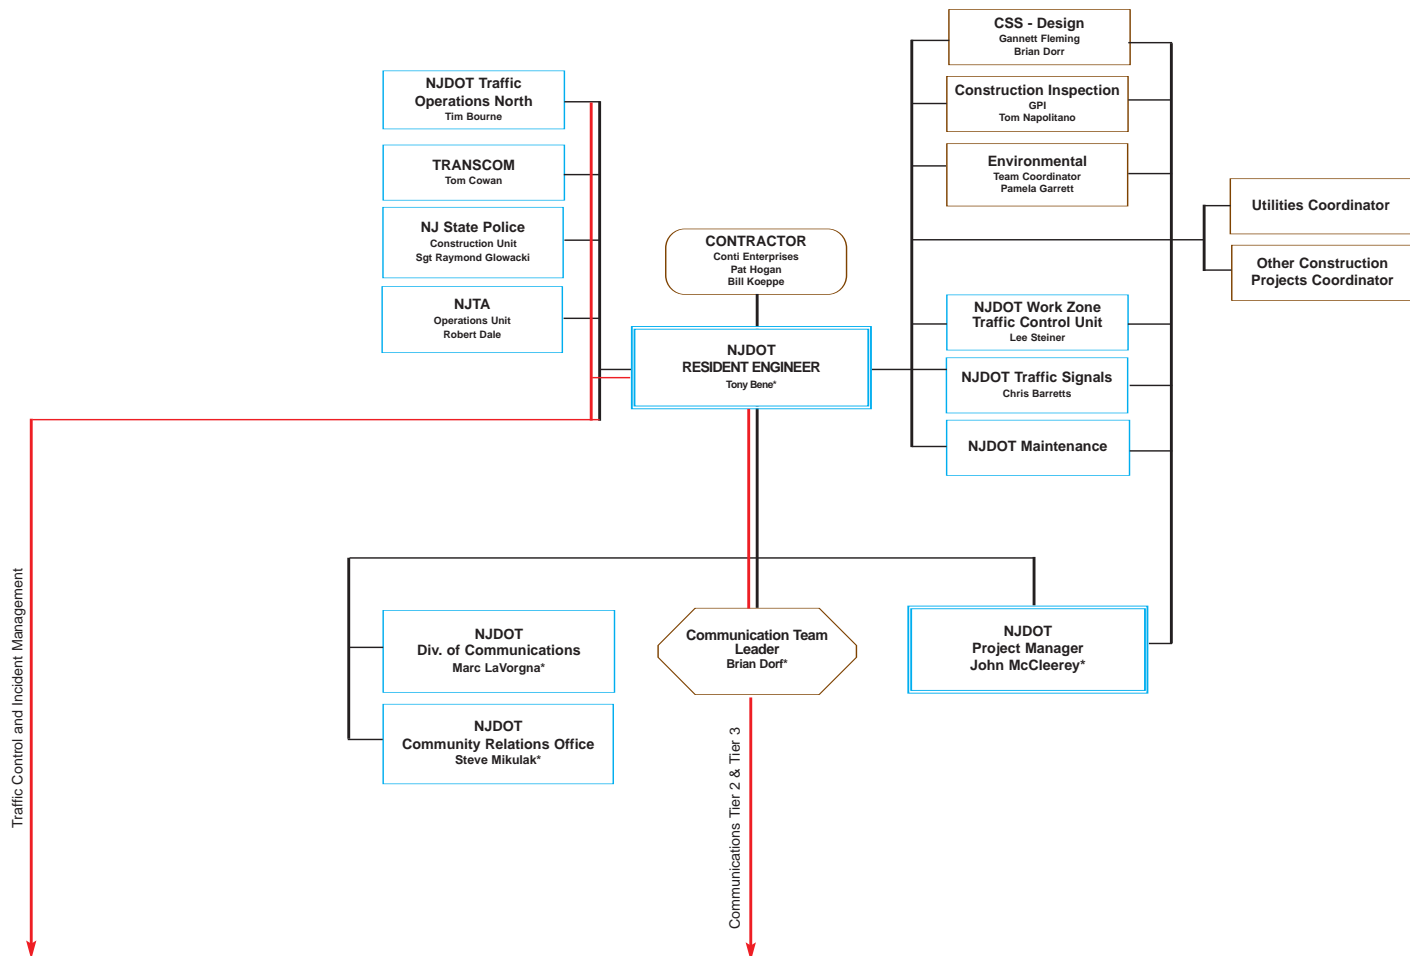 CSS - Design
Gannett Fleming
Brian Dorr
NJDOT Traffic
Operations North
Tim Bourne
Construction Inspection
GPI
Tom Napolitano
TRANSCOM
Tom Cowan
Environmental
Team Coordinator
Pamela Garrett
Utilities Coordinator
NJ State Police
Construction Unit
Sgt Raymond Glowacki
CONTRACTOR
Conti Enterprises
Pat Hogan
Bill Koeppe
Other Construction
Projects Coordinator
NJTA
Operations Unit
Robert Dale
NJDOT Work Zone
Traffic Control Unit
Lee Steiner
NJDOT
RESIDENT ENGINEER
Tony Bene*
NJDOT Traffic Signals
Chris Barretts
NJDOT Maintenance
Traffic Control and Incident Management
NJDOT
Div. of Communications
Marc LaVorgna*
Communication Team
Leader
Brian Dorf*
NJDOT
Project Manager
John McCleerey*
NJDOT
Community Relations Office
Steve Mikulak*
Communications Tier 2 & Tier 3